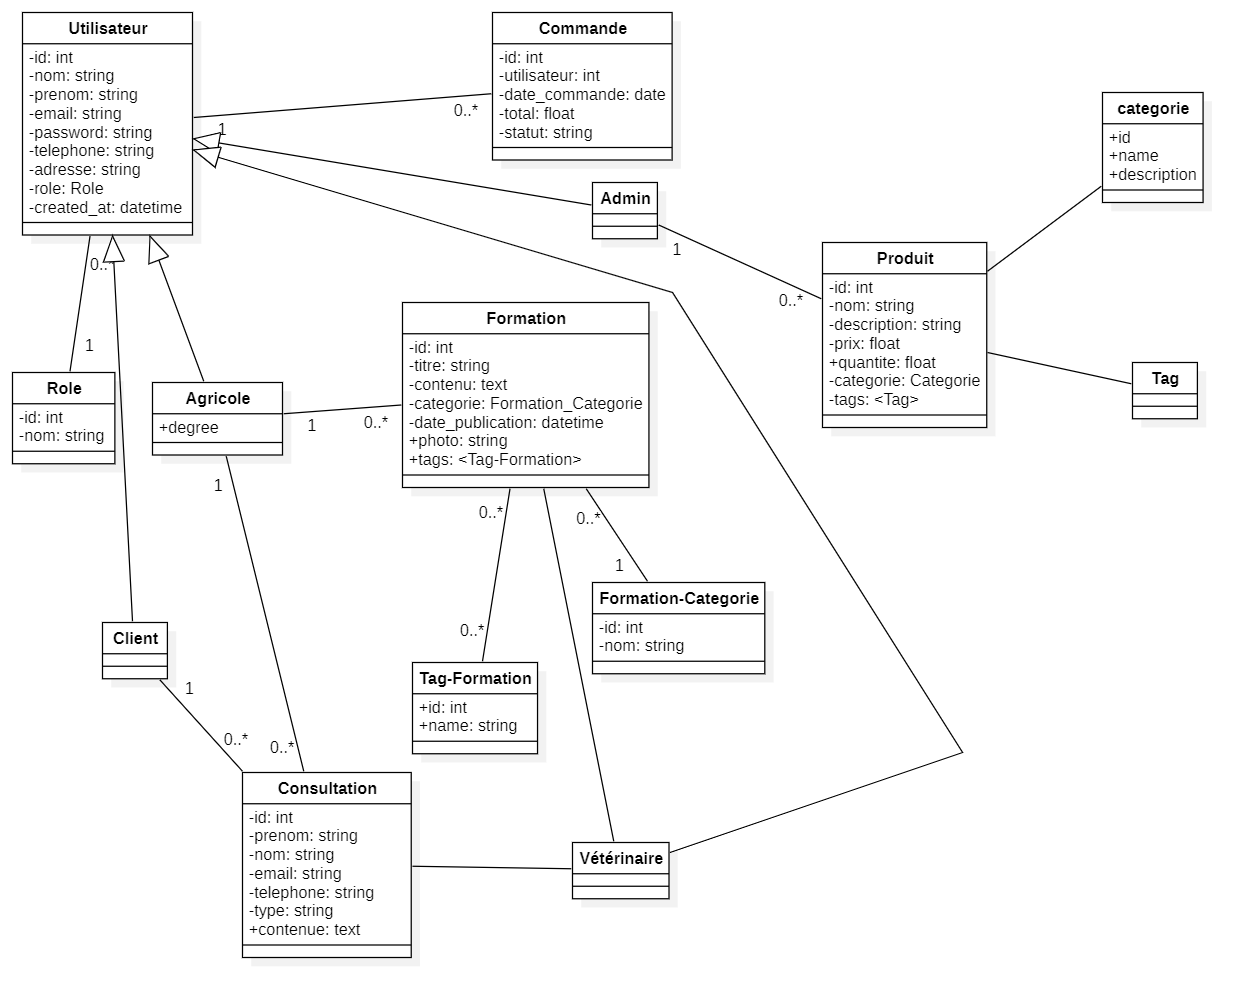 Utilisateur
-id: int
-nom: string
-prenom: string
-email: string
-password: string
-telephone: string
-adresse: string
-role: Role
-created_at: datetime
Commande
-id: int
-utilisateur: int
-date_commande: date
-total: float
-statut: string
0..*
1
categorie
+id
+name
+description
Admin
1
0..*
Produit
-id: int
-nom: string
-description: string
-prix: float
+quantite: float
-categorie: Categorie
-tags: <Tag>
Tag
0..
1
Role
-id: int
-nom: string
Agricole
+degree
1
0..*
Formation
-id: int
-titre: string
-contenu: text
-categorie: Formation_Categorie
-date_publication: datetime
+photo: string
+tags: <Tag-Formation>
1
0..*
0..*
1
Formation-Categorie
-id: int
-nom: string
0..*
Tag-Formation
+id: int
+name: string
Client
1
0..*
0..*
Consultation
-id: int
-prenom: string
-nom: string
-email: string
-telephone: string
-type: string
+contenue: text
Vétérinaire